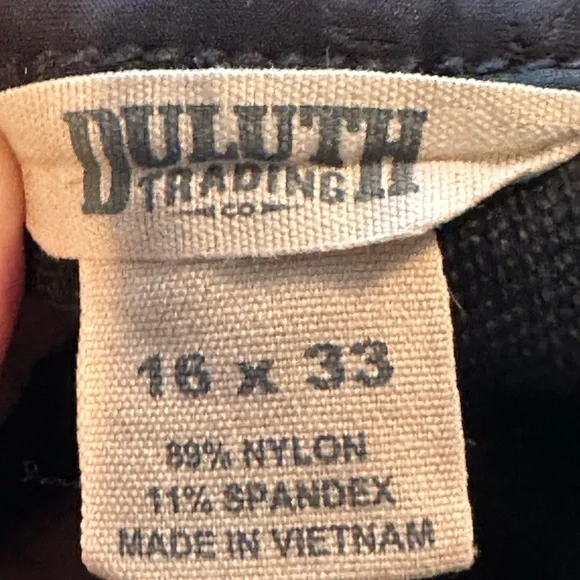 DULUTH
TRADING
CO
16 x 33
89% NYLON
11% SPANDEX
MADE IN VIETNAM